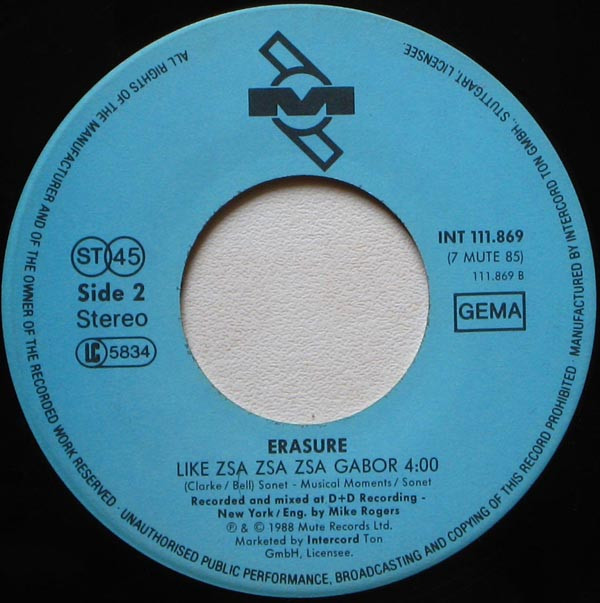 M
ST 45
Side 2
Stereo
LC 5834
INT 111.869
(7 MUTE 85)
111.869 B
GEMA
ERASURE
LIKE ZSA ZSA ZSA GABOR 4:00
(Clarke / Bell) Sonet - Musical Moments / Sonet
Recorded and mixed at D+D Recording -
New York / Eng. by Mike Rogers
℗ & © 1988 Mute Records Ltd.
Marketed by Intercord Ton
GmbH, Licensee.
ALL RIGHTS OF THE MANUFACTURER AND OF THE OWNER OF THE RECORDED WORK RESERVED · UNAUTHORISED PUBLIC PERFORMANCE, BROADCASTING AND COPYING OF THIS RECORD PROHIBITED MANUFACTURED BY INTERCORD TON GMBH, STUTTGART, LICENSEE.